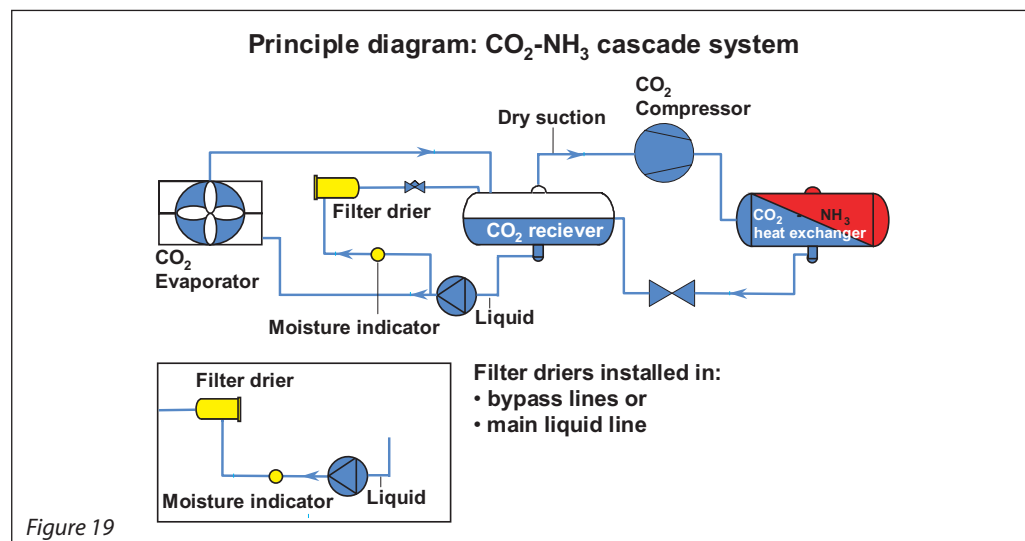 Principle diagram: CO₂-NH₃ cascade system
CO₂
Compressor
Dry suction
Filter drier
CO₂ reciever
CO₂ - NH₃
heat exchanger
CO₂
Evaporator
Moisture indicator
Liquid
Filter drier
Moisture indicator
Liquid
Filter driers installed in:
• bypass lines or
• main liquid line
Figure 19